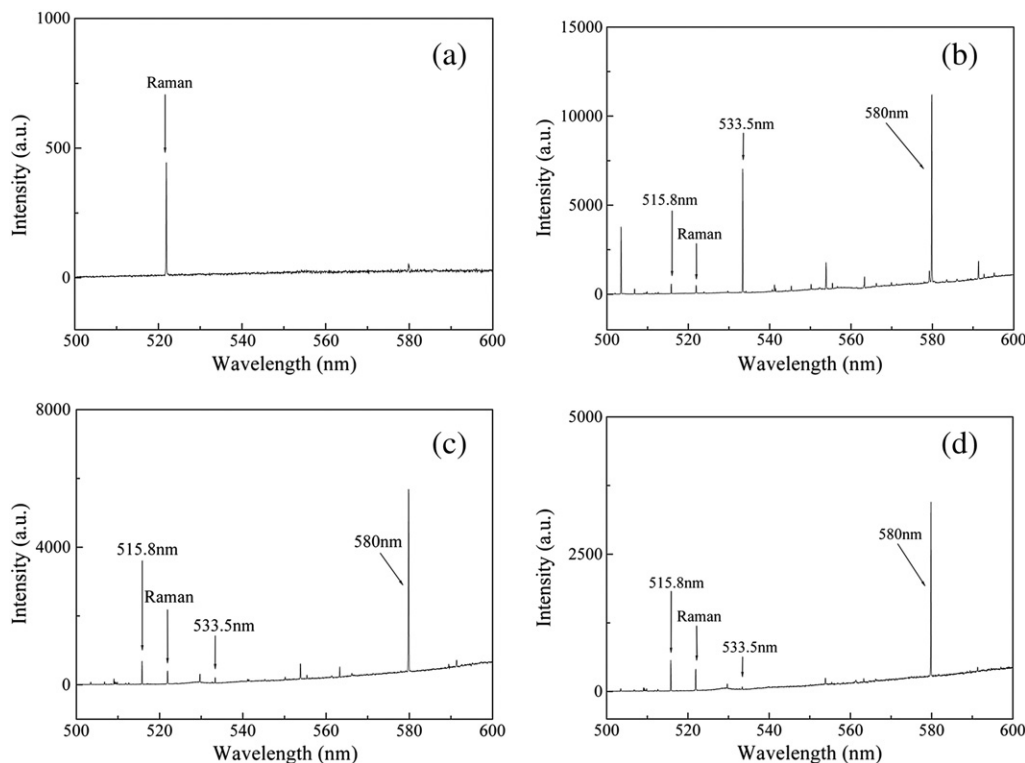 (a)
Raman
1000
500
0
500 520 540 560 580 600
Intensity (a.u.)
Wavelength (nm)
(b)
580nm
533.5nm
515.8nm
Raman
15000
10000
5000
0
500 520 540 560 580 600
Intensity (a.u.)
Wavelength (nm)
(c)
515.8nm
580nm
Raman
533.5nm
8000
4000
0
500 520 540 560 580 600
Intensity (a.u.)
Wavelength (nm)
(d)
580nm
515.8nm
Raman
533.5nm
5000
2500
0
500 520 540 560 580 600
Intensity (a.u.)
Wavelength (nm)